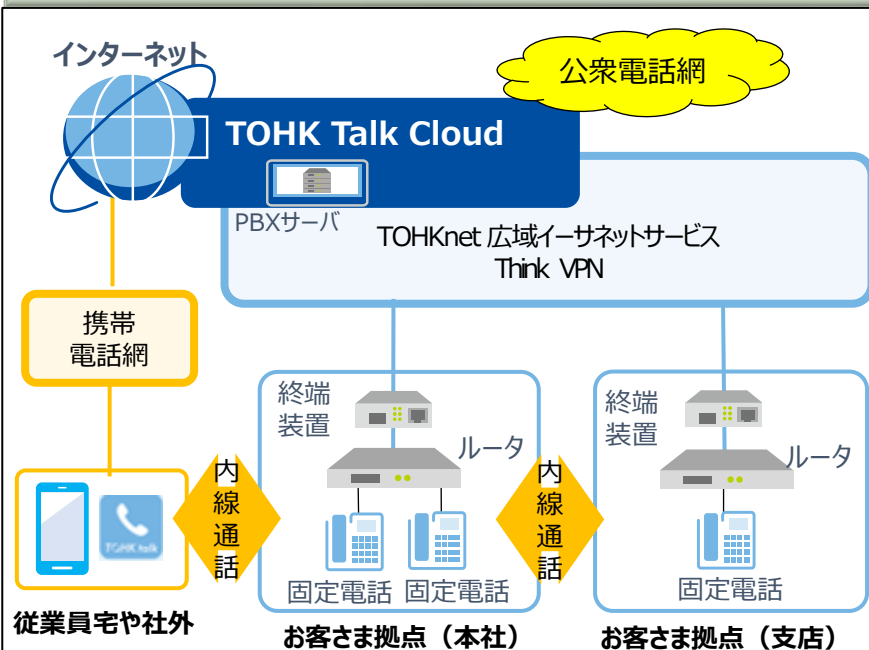 インターネット
公衆電話網
TOHK Talk Cloud
PBXサーバ
TOHKnet 広域イーサネットサービス
Think VPN
携帯
電話網
終端
装置
ルータ
終端
装置
ルータ
内線通話
内線通話
TOHK talk
固定電話
固定電話
固定電話
従業員宅や社外
お客さま拠点（本社）
お客さま拠点（支店）